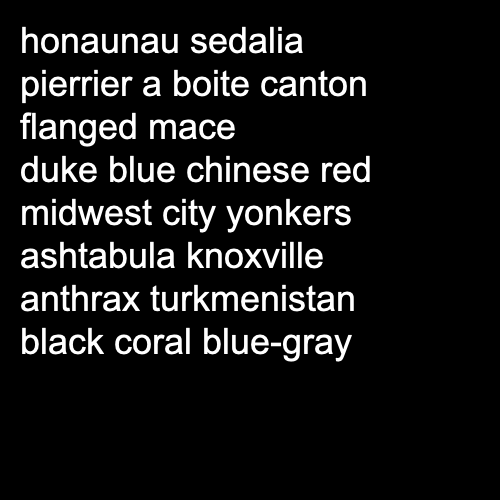 honaunau sedalia
pierrier a boite canton
flanged mace
duke blue chinese red
midwest city yonkers
ashtabula knoxville
anthrax turkmenistan
black coral blue-gray